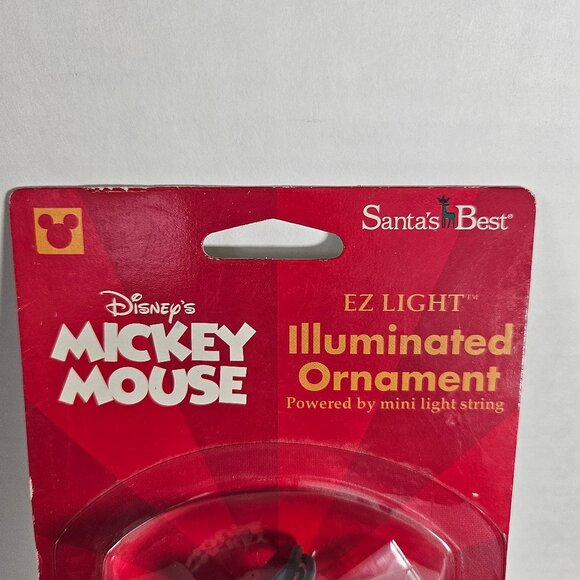 Santa's Best®
Disney's
MICKEY
MOUSE
EZ LIGHT™
Illuminated
Ornament
Powered by mini light string